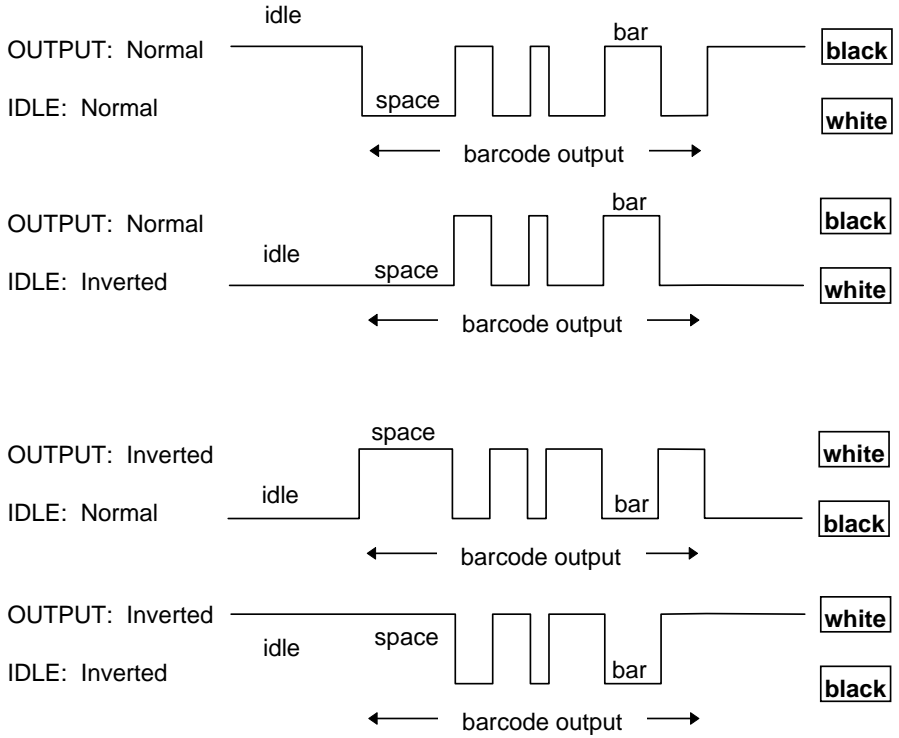 idle
OUTPUT: Normal
bar
black
IDLE: Normal
space
white
barcode output
OUTPUT: Normal
bar
black
idle
IDLE: Inverted
space
white
barcode output
space
OUTPUT: Inverted
white
idle
IDLE: Normal
bar
black
barcode output
OUTPUT: Inverted
white
idle
space
IDLE: Inverted
bar
black
barcode output